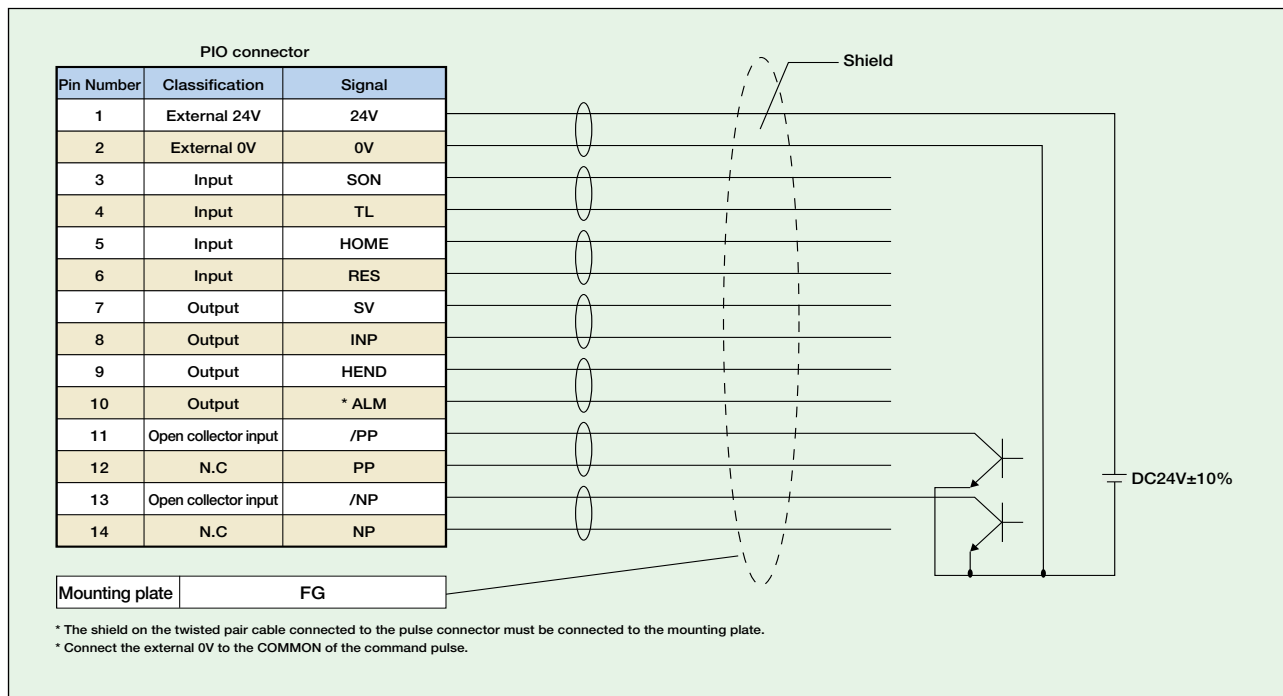 PIO connector
Shield
Pin Number Classification Signal
1 External 24V 24V
2 External 0V 0V
3 Input SON
4 Input TL
5 Input HOME
6 Input RES
7 Output SV
8 Output INP
9 Output HEND
10 Output * ALM
11 Open collector input /PP
12 N.C PP
13 Open collector input /NP
14 N.C NP
DC24V±10%
Mounting plate FG
* The shield on the twisted pair cable connected to the pulse connector must be connected to the mounting plate.
* Connect the external 0V to the COMMON of the command pulse.